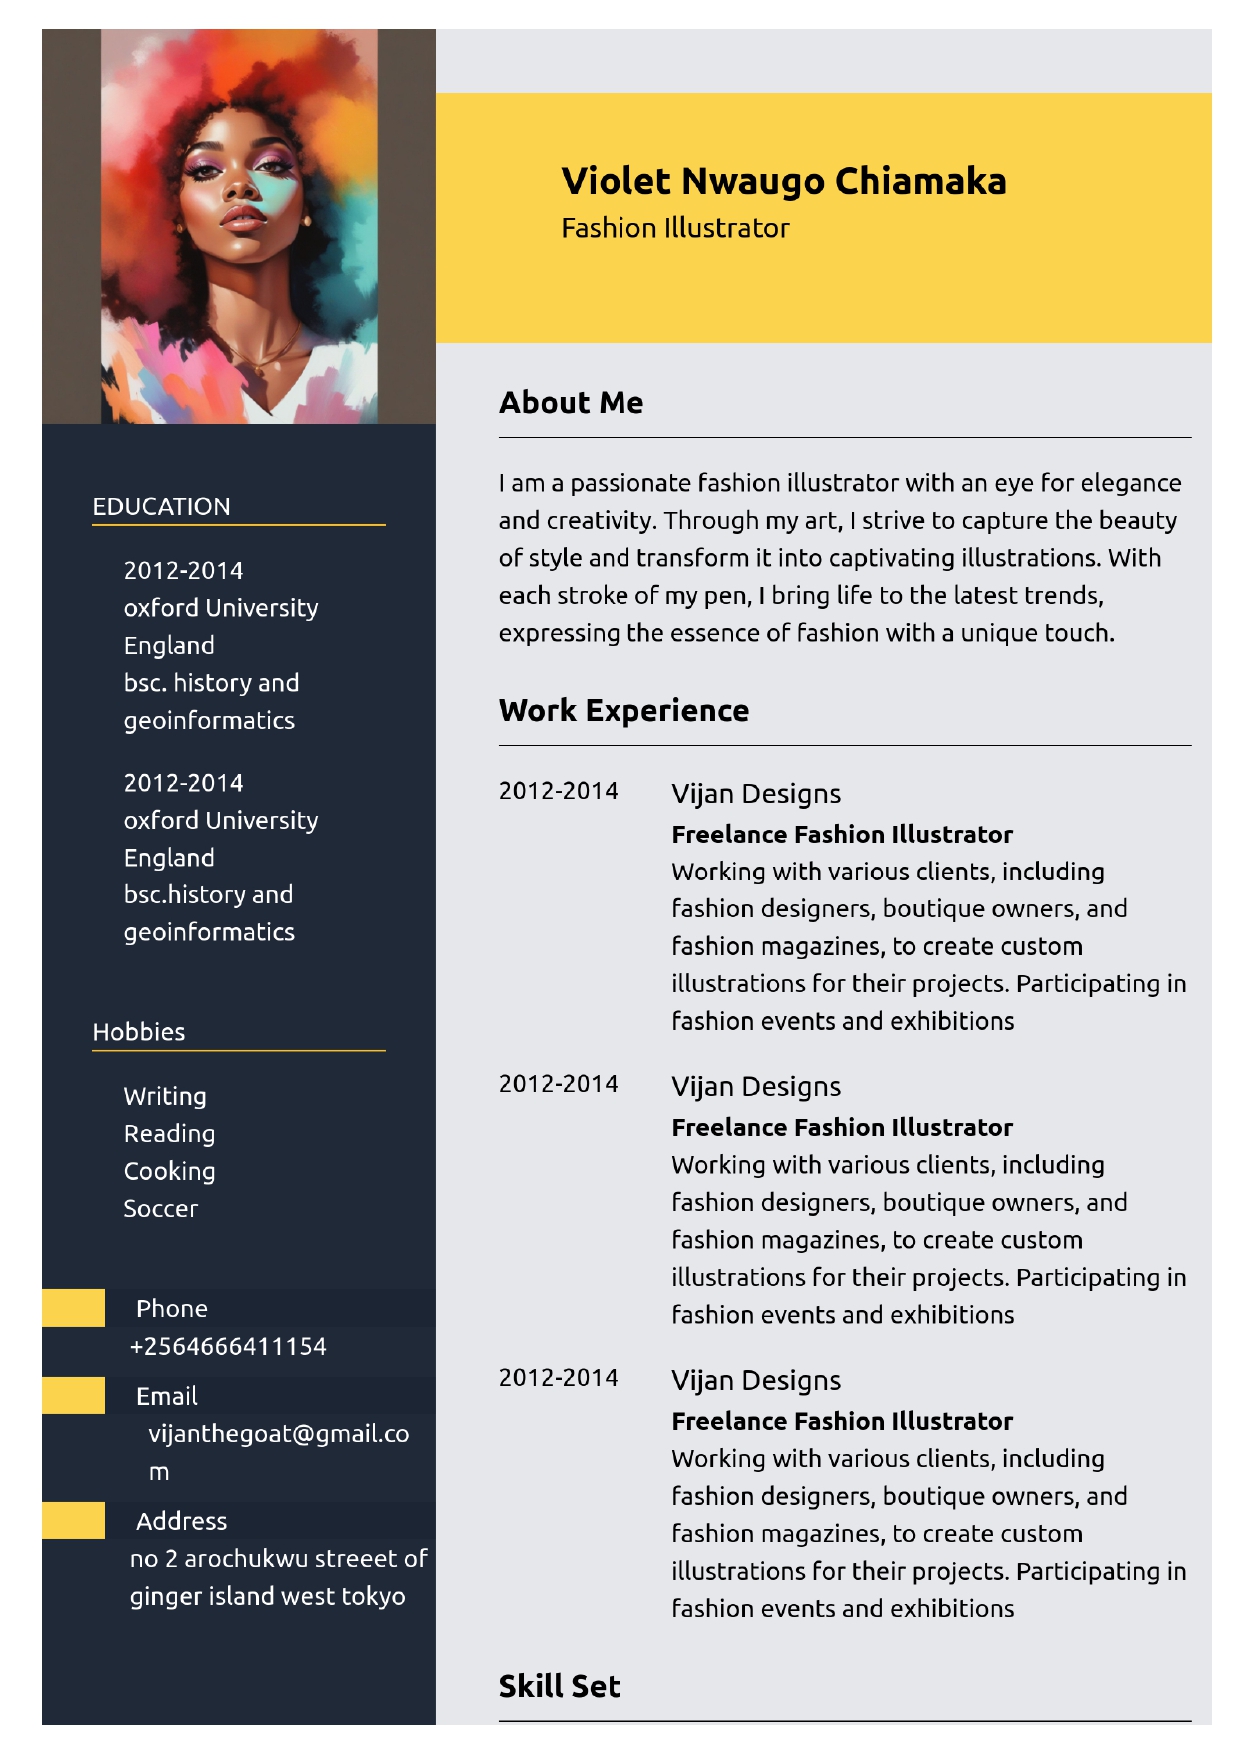 Violet Nwaugo Chiamaka
Fashion Illustrator
EDUCATION
2012-2014
oxford University
England
bsc. history and
geoinformatics
2012-2014
oxford University
England
bsc.history and
geoinformatics
Hobbies
Writing
Reading
Cooking
Soccer
Phone
+2564666411154
Email
vijanthegoat@gmail.co
m
Address
no 2 arochukwu streeet of
ginger island west tokyo
About Me
I am a passionate fashion illustrator with an eye for elegance
and creativity. Through my art, I strive to capture the beauty
of style and transform it into captivating illustrations. With
each stroke of my pen, I bring life to the latest trends,
expressing the essence of fashion with a unique touch.
Work Experience
2012-2014
Vijan Designs
Freelance Fashion Illustrator
Working with various clients, including
fashion designers, boutique owners, and
fashion magazines, to create custom
illustrations for their projects. Participating in
fashion events and exhibitions
2012-2014
Vijan Designs
Freelance Fashion Illustrator
Working with various clients, including
fashion designers, boutique owners, and
fashion magazines, to create custom
illustrations for their projects. Participating in
fashion events and exhibitions
2012-2014
Vijan Designs
Freelance Fashion Illustrator
Working with various clients, including
fashion designers, boutique owners, and
fashion magazines, to create custom
illustrations for their projects. Participating in
fashion events and exhibitions
Skill Set